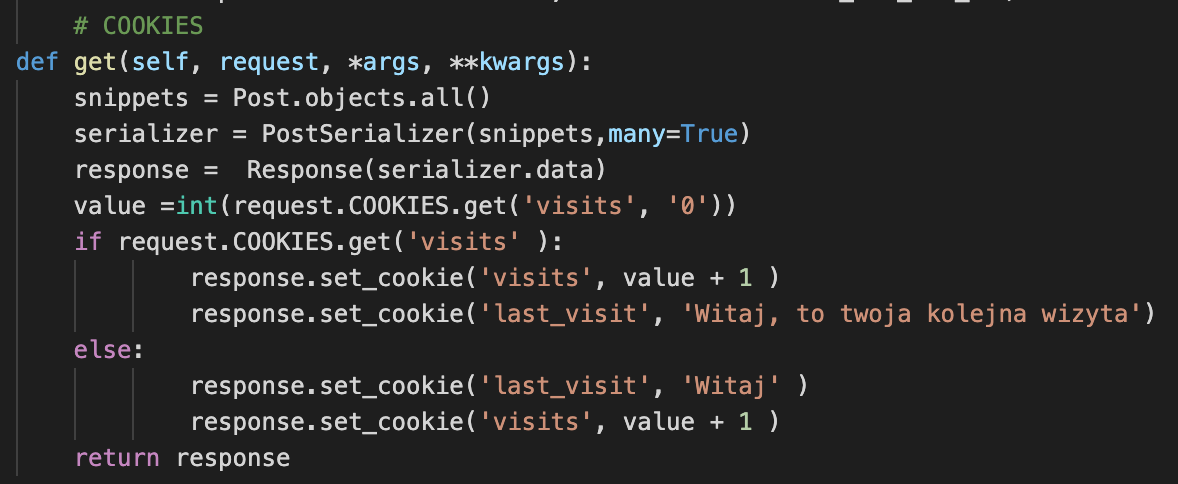 # COOKIES
def get(self, request, *args, **kwargs):
snippets = Post.objects.all()
serializer = PostSerializer(snippets,many=True)
response =  Response(serializer.data)
value =int(request.COOKIES.get('visits', '0'))
if request.COOKIES.get('visits' ):
response.set_cookie('visits', value + 1 )
response.set_cookie('last_visit', 'Witaj, to twoja kolejna wizyta')
else:
response.set_cookie('last_visit', 'Witaj' )
response.set_cookie('visits', value + 1 )
return response